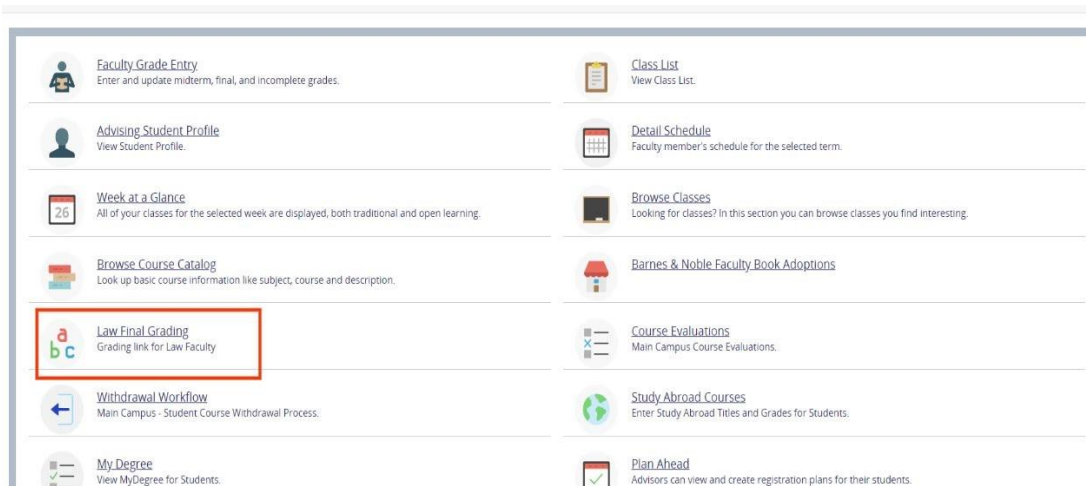 Faculty Grade Entry
Enter and update midterm, final, and incomplete grades.
Class List
View Class List.
Advising Student Profile
View Student Profile.
Detail Schedule
Faculty member's schedule for the selected term.
26
Week at a Glance
All of your classes for the selected week are displayed, both traditional and open learning.
Browse Classes
Looking for classes? In this section you can browse classes you find interesting.
Browse Course Catalog
Look up basic course information like subject, course and description.
Barnes & Noble Faculty Book Adoptions
a
b c
Law Final Grading
Grading link for Law Faculty
Course Evaluations
Main Campus Course Evaluations.
Withdrawal Workflow
Main Campus - Student Course Withdrawal Process.
Study Abroad Courses
Enter Study Abroad Titles and Grades for Students.
My Degree
View MyDegree for Students.
Plan Ahead
Advisors can view and create registration plans for their students.